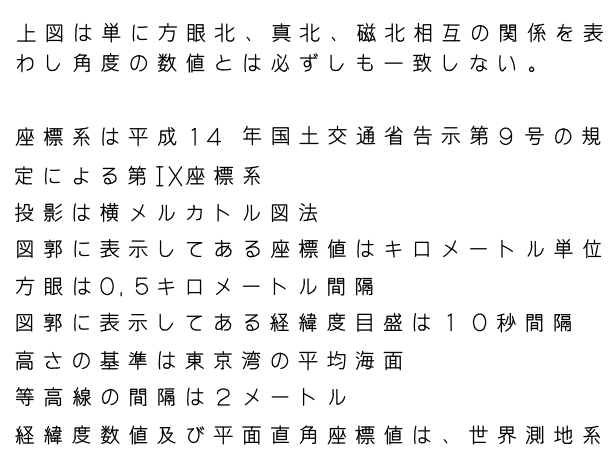 上図は単に方眼北、真北、磁北相互の関係を表
わし角度の数値とは必ずしも一致しない。
座標系は平成14 年国土交通省告示第9号の規
定による第IX座標系
投影は横メルカトル図法
図郭に表示してある座標値はキロメートル単位
方眼は0,5キロメートル間隔
図郭に表示してある経緯度目盛は10秒間隔
高さの基準は東京湾の平均海面
等高線の間隔は2メートル
経緯度数値及び平面直角座標値は、世界測地系